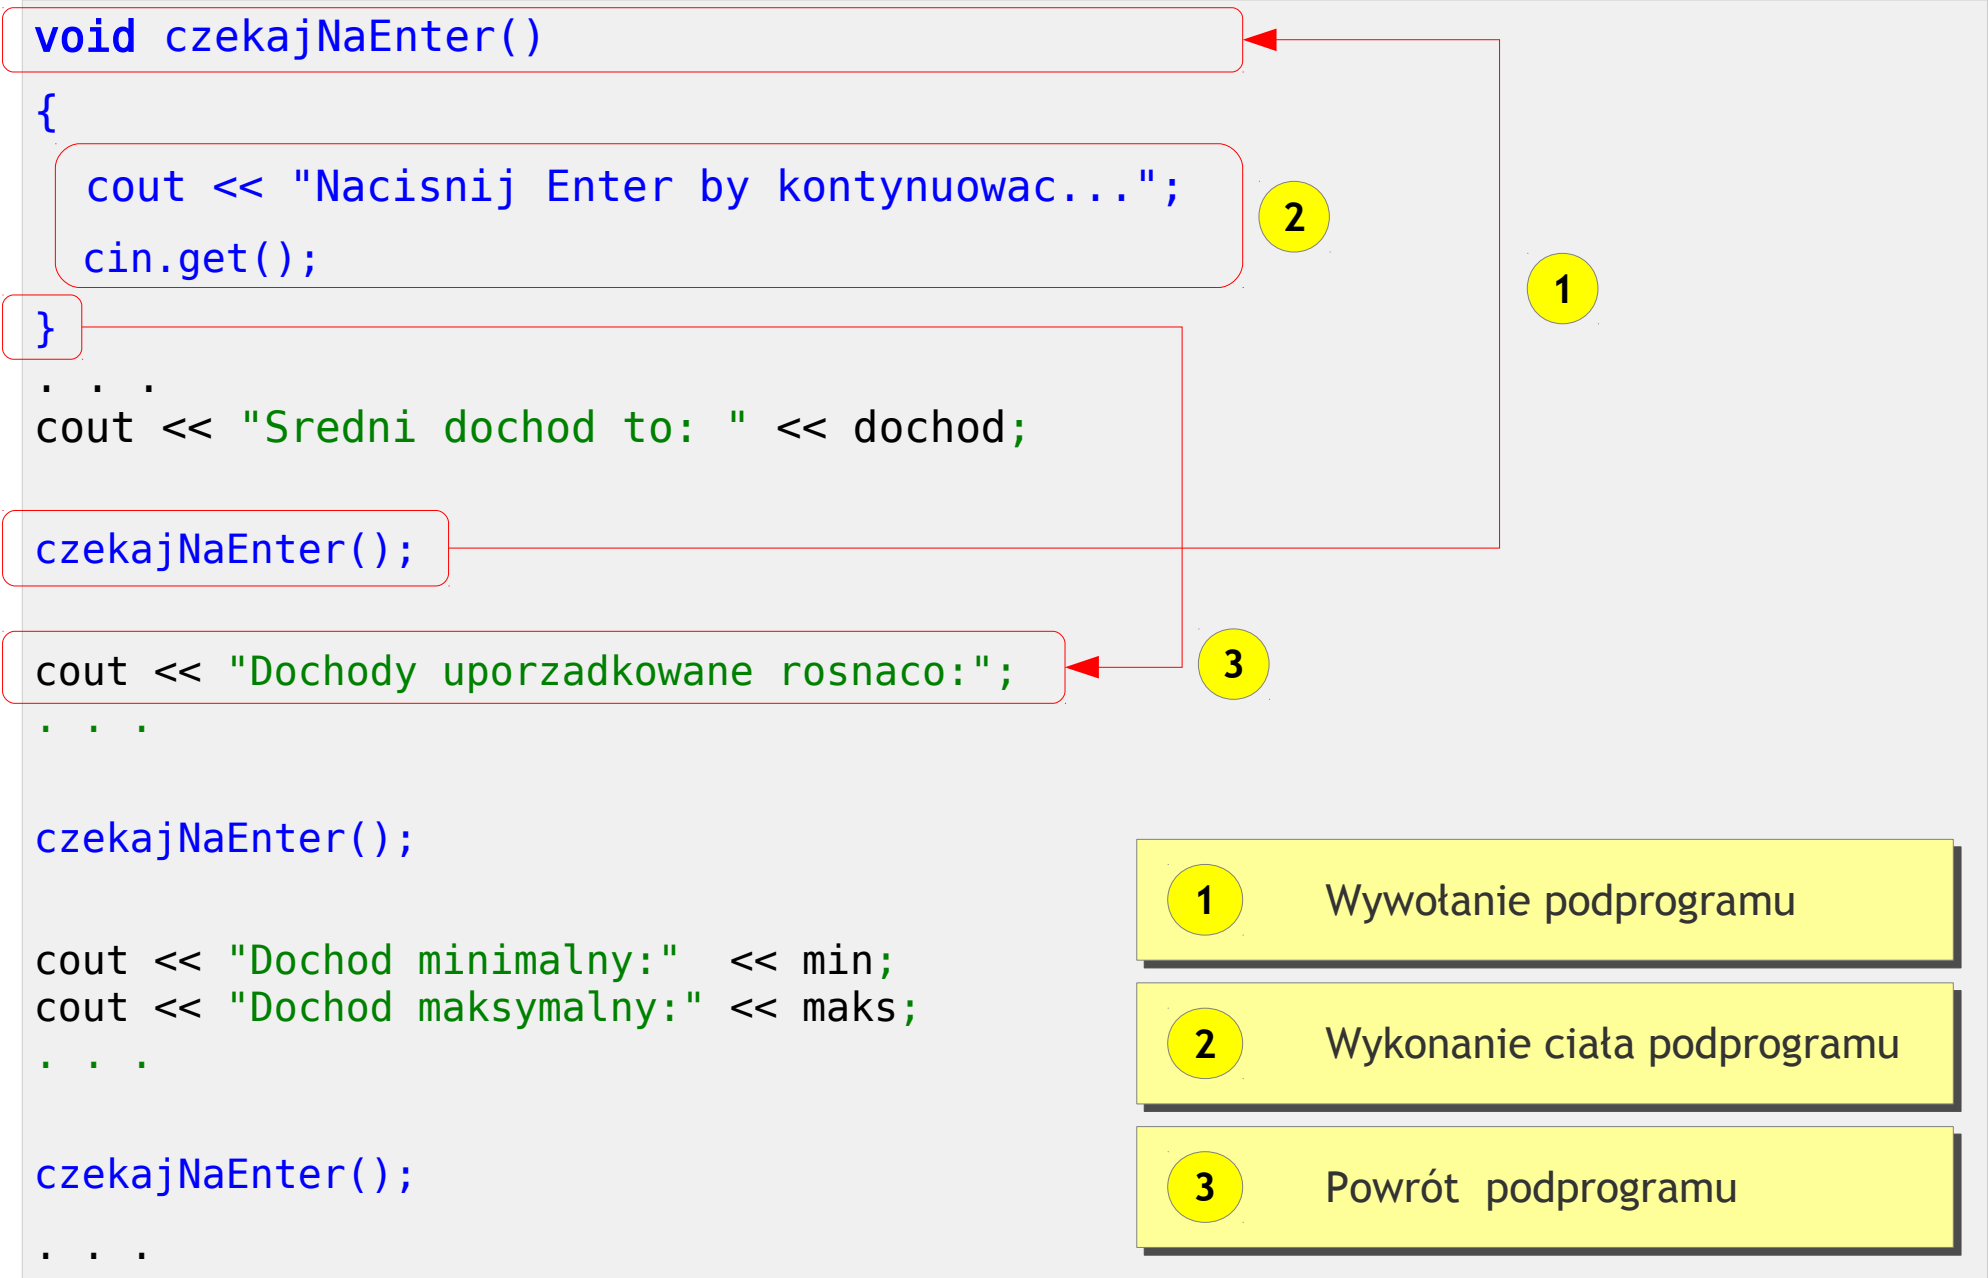 void czekajNaEnter()
{
cout << "Nacisnij Enter by kontynuowac...";
2
cin.get();
1
}
. . .
cout << "Sredni dochod to: " << dochod;
czekajNaEnter();
cout << "Dochody uporzadkowane rosnaco:";
3
. . .
czekajNaEnter();
1 Wywołanie podprogramu
cout << "Dochod minimalny:"  << min;
cout << "Dochod maksymalny:" << maks;
2 Wykonanie ciała podprogramu
. . .
czekajNaEnter();
3 Powrót  podprogramu
. . .